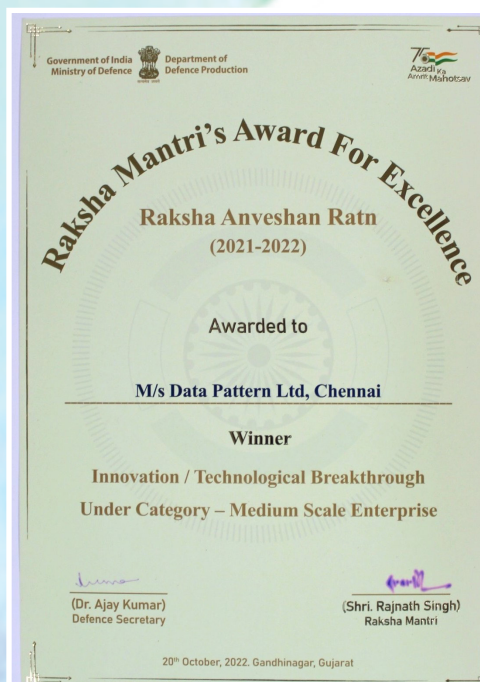 Government of India
Ministry of Defence
Department of
Defence Production
75
Azadi Ka
Amrit Mahotsav
Raksha Mantri's Award For Excellence
Raksha Anveshan Ratn
(2021-2022)
Awarded to
M/s Data Pattern Ltd, Chennai
Winner
Innovation / Technological Breakthrough
Under Category – Medium Scale Enterprise
(Dr. Ajay Kumar)
Defence Secretary
(Shri. Rajnath Singh)
Raksha Mantri
20th October, 2022. Gandhinagar, Gujarat